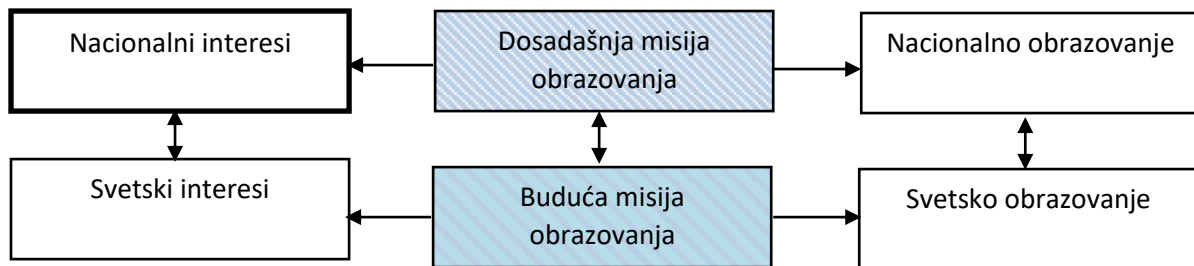 Nacionalni interesi
Dosadašnja misija
obrazovanja
Nacionalno obrazovanje
Svetski interesi
Buduća misija
obrazovanja
Svetsko obrazovanje